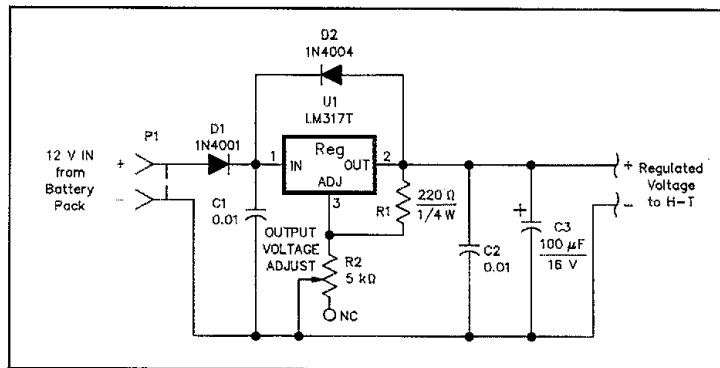 D2
1N4004
U1
LM317T
D1
1N4001
P1
12 V IN
from
Battery
Pack
+
-
1
IN
Reg
OUT
ADJ
2
3
R1
220 Ω
1/4 W
C1
0.01
OUTPUT
VOLTAGE
ADJUST
R2
5 kΩ
NC
C2
0.01
+
C3
100 µF
16 V
+
-
Regulated
Voltage
to H-T